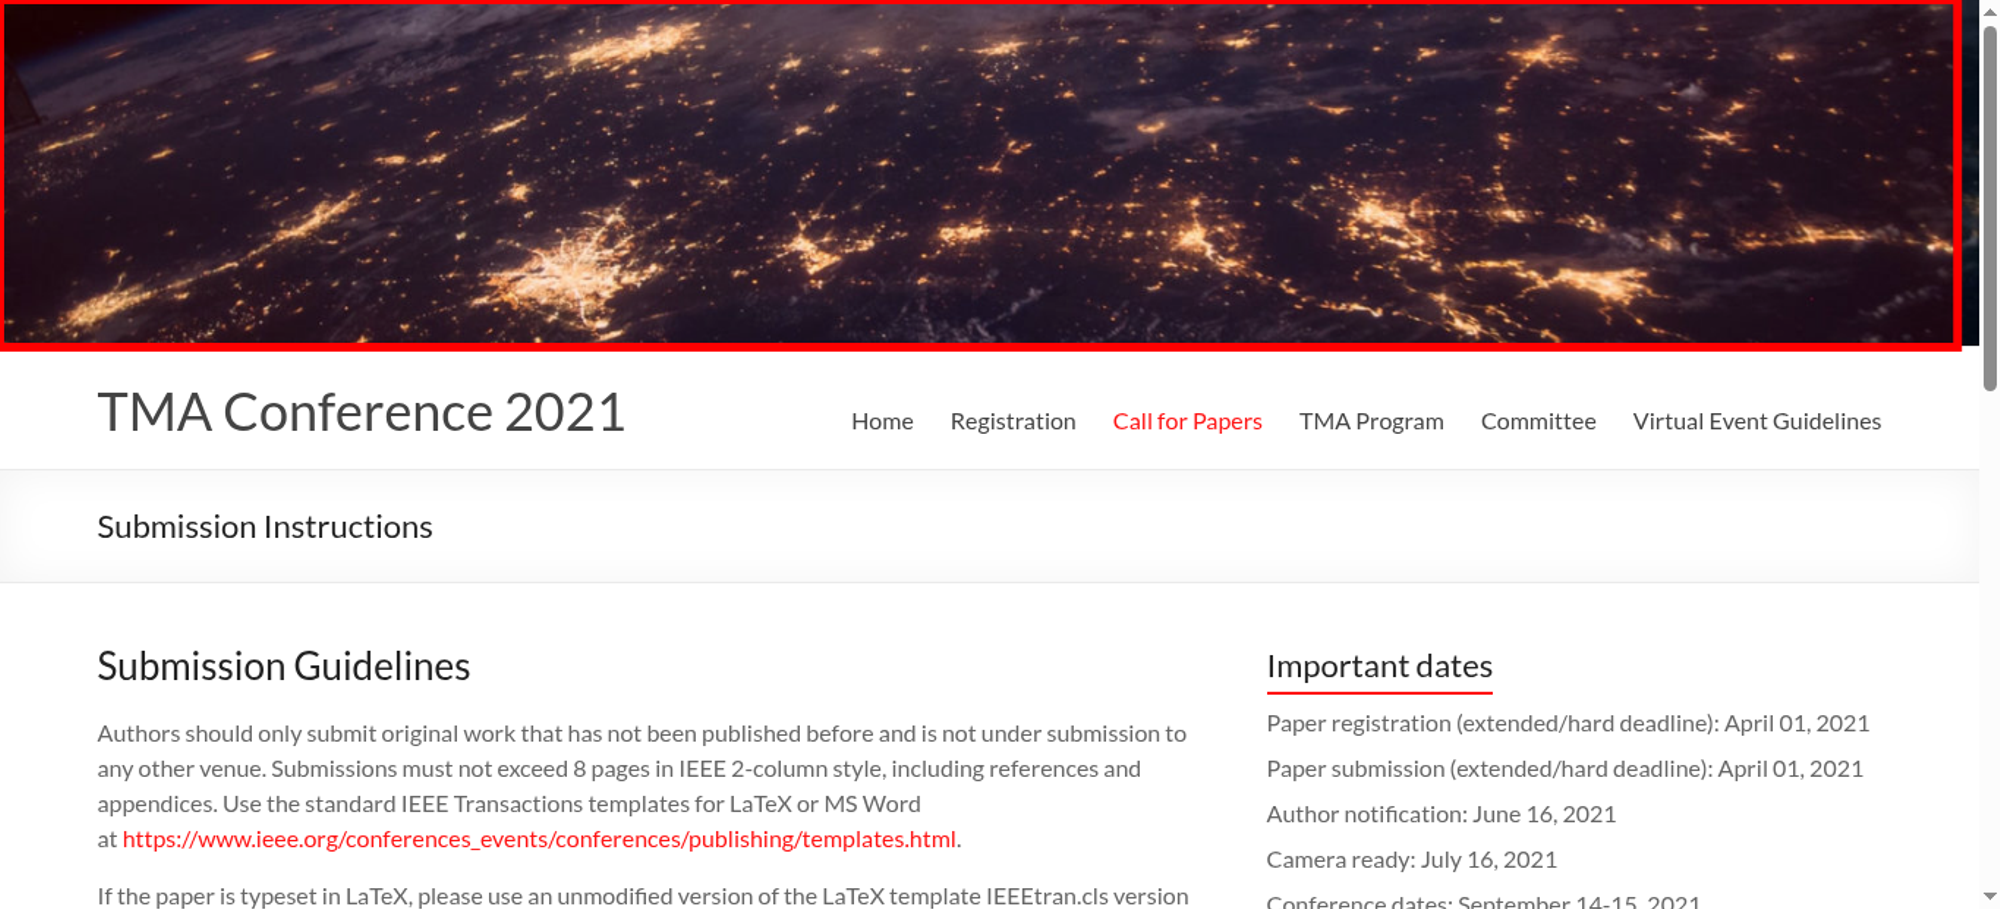 TMA Conference 2021
Home
Registration
Call for Papers
TMA Program
Committee
Virtual Event Guidelines
Submission Instructions
Submission Guidelines
Authors should only submit original work that has not been published before and is not under submission to
any other venue. Submissions must not exceed 8 pages in IEEE 2-column style, including references and
appendices. Use the standard IEEE Transactions templates for LaTeX or MS Word
at https://www.ieee.org/conferences_events/conferences/publishing/templates.html.
If the paper is typeset in LaTeX, please use an unmodified version of the LaTeX template IEEEtran.cls version
Important dates
Paper registration (extended/hard deadline): April 01, 2021
Paper submission (extended/hard deadline): April 01, 2021
Author notification: June 16, 2021
Camera ready: July 16, 2021
Conference dates: September 14-15, 2021